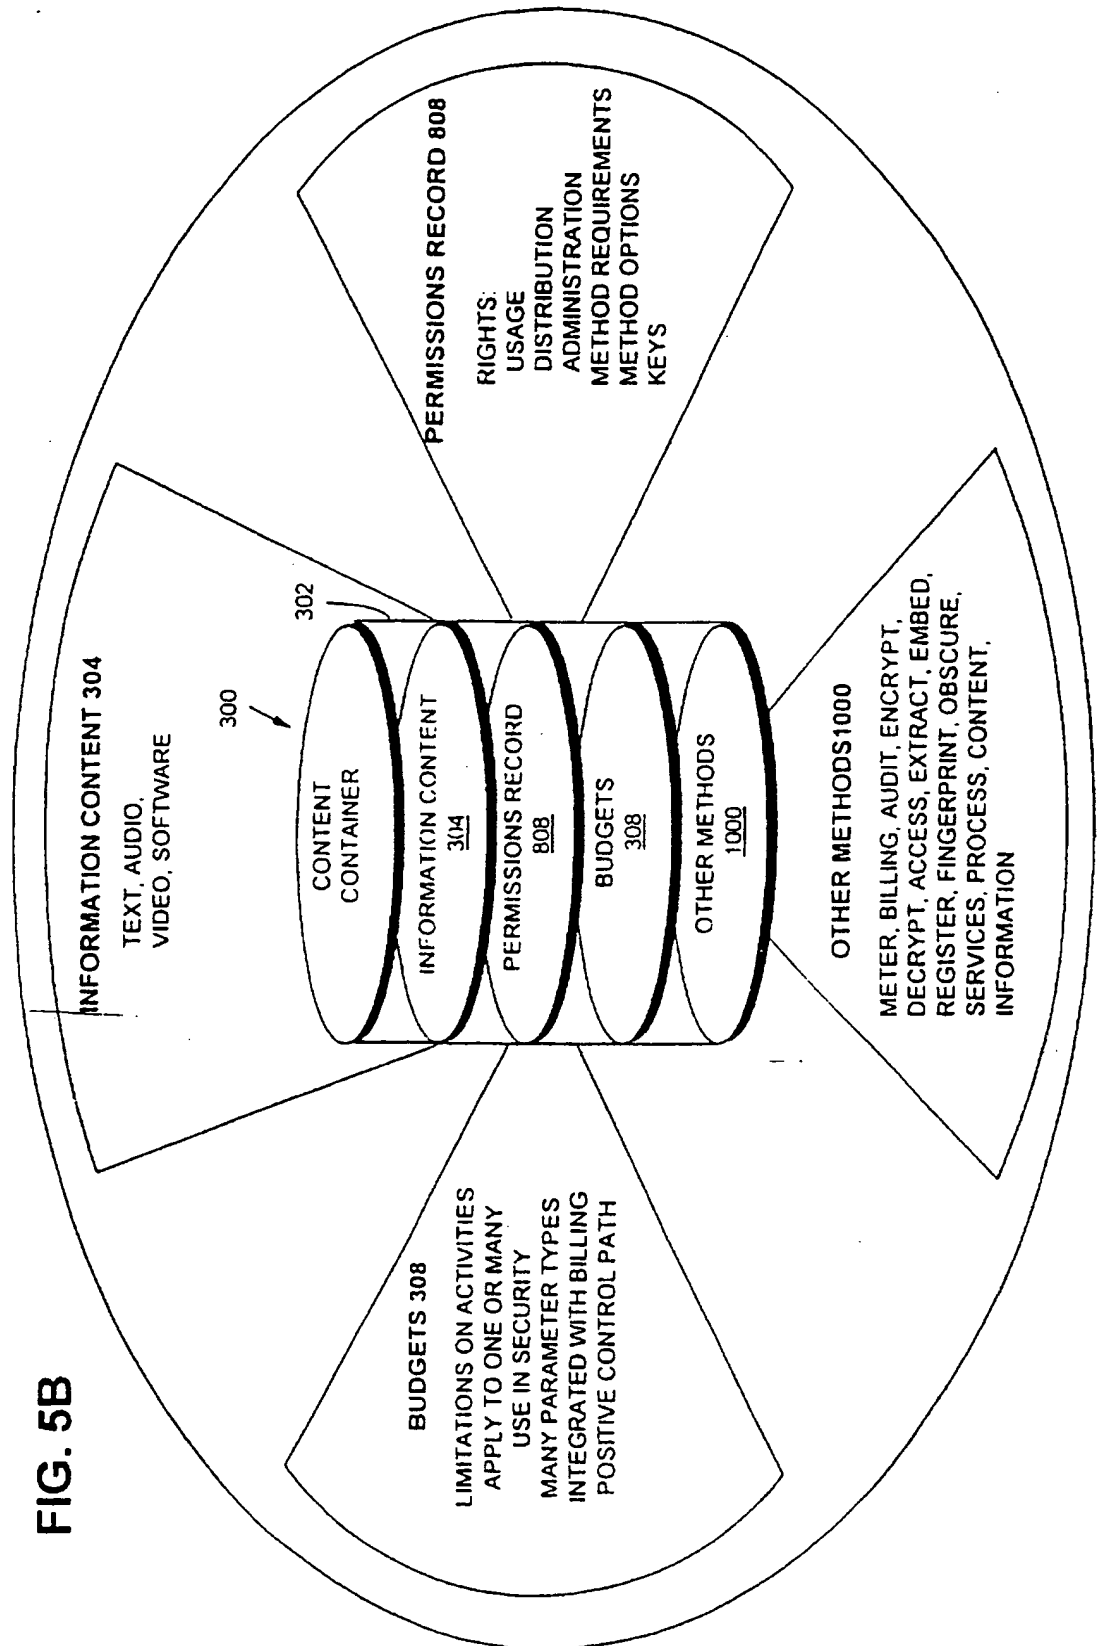 FIG. 5B
INFORMATION CONTENT 304
TEXT, AUDIO,
VIDEO, SOFTWARE
300
302
CONTENT
CONTAINER
INFORMATION CONTENT
304
PERMISSIONS RECORD
808
BUDGETS
308
OTHER METHODS
1000
BUDGETS 308
LIMITATIONS ON ACTIVITIES
APPLY TO ONE OR MANY
USE IN SECURITY
MANY PARAMETER TYPES
INTEGRATED WITH BILLING
POSITIVE CONTROL PATH
PERMISSIONS RECORD 808
RIGHTS:
USAGE
DISTRIBUTION
ADMINISTRATION
METHOD REQUIREMENTS
METHOD OPTIONS
KEYS
OTHER METHODS1000
METER, BILLING, AUDIT, ENCRYPT,
DECRYPT, ACCESS, EXTRACT, EMBED,
REGISTER, FINGERPRINT, OBSCURE,
SERVICES, PROCESS, CONTENT,
INFORMATION